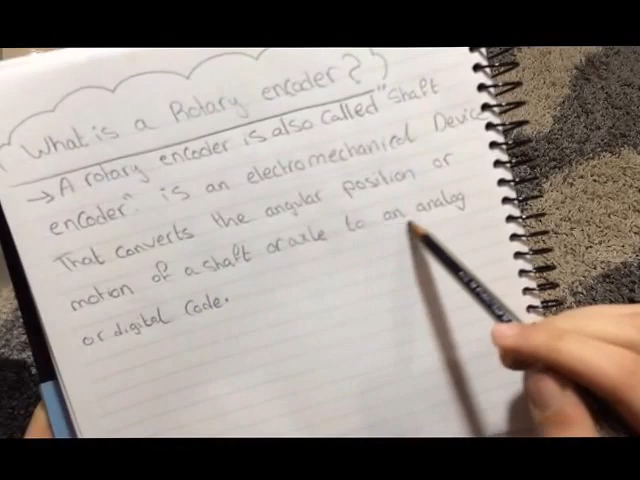 What is a Rotary encoder?
→ A rotary encoder is also called "shaft
encoder" is an electromechanical Device
That converts the angular position or
motion of a shaft or axle to an analog
or digital code.